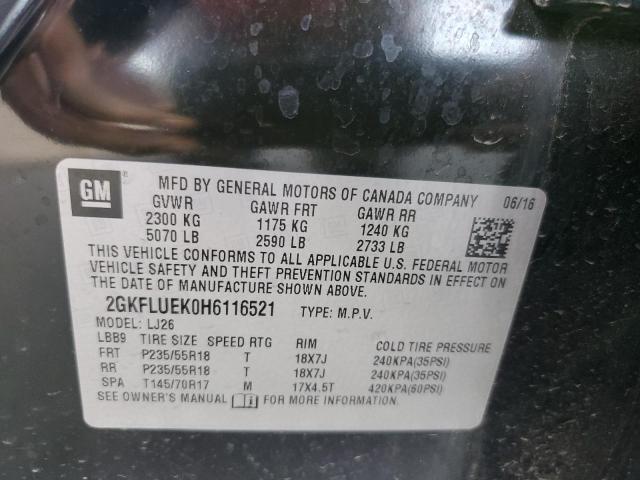 GM
MFD BY GENERAL MOTORS OF CANADA COMPANY 06/16
GVWR GAWR FRT GAWR RR
2300 KG 1175 KG 1240 KG
5070 LB 2590 LB 2733 LB
THIS VEHICLE CONFORMS TO ALL APPLICABLE U.S. FEDERAL MOTOR
VEHICLE SAFETY AND THEFT PREVENTION STANDARDS IN EFFECT ON
THE DATE OF MANUFACTURE SHOWN ABOVE.
2GKFLUEK0H6116521 TYPE: M.P.V.
MODEL: LJ26
LBB9 TIRE SIZE SPEED RTG RIM COLD TIRE PRESSURE
FRT P235/55R18 T 18X7J 240KPA(35PSI)
RR P235/55R18 T 18X7J 240KPA(35PSI)
SPA T145/70R17 M 17X4.5T 420KPA(60PSI)
SEE OWNER'S MANUAL FOR MORE INFORMATION.